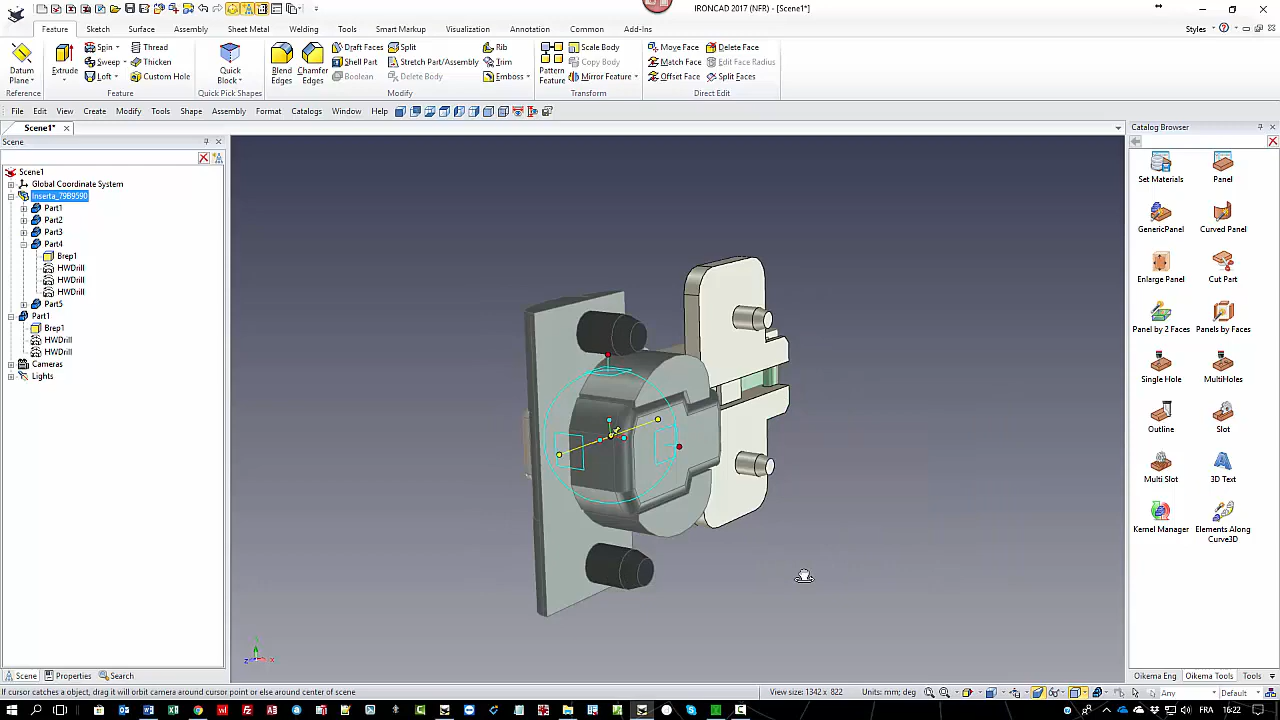 IRONCAD 2017 (NFR) - [Scene1]
Feature Sketch Surface Assembly Sheet Metal Welding Tools Smart Markup Visualization Annotation Common Add-Ins Styles
Datum Plane
Reference
Extrude
Spin
Sweep
Loft
Thread
Thicken
Custom Hole
Feature
Quick Block
Quick Pick Shapes
Blend Edges
Chamfer Edges
Draft Faces
Shell Part
Boolean
Split
Stretch Part/Assembly
Delete Body
Rib
Trim
Emboss
Modify
Pattern Feature
Scale Body
Copy Body
Mirror Feature
Transform
Move Face
Match Face
Offset Face
Delete Face
Edit Face Radius
Split Faces
Direct Edit
File Edit View Create Modify Tools Shape Assembly Format Catalogs Window Help
Scene1*
Scene
Scene1
Global Coordinate System
Inserta_79B9590
Part1
Part2
Part3
Part4
Brep1
HWDrill
HWDrill
HWDrill
Part5
Part1
Brep1
HWDrill
HWDrill
Cameras
Lights
Catalog Browser
Set Materials Panel
GenericPanel Curved Panel
Enlarge Panel Cut Part
Panel by 2 Faces Panels by Faces
Single Hole MultiHoles
Outline Slot
Multi Slot 3D Text
Kernel Manager Elements Along Curve3D
Scene Properties Search
Oikema Eng Oikema Tools Tools
If cursor catches a object, drag it will orbit camera around cursor point or else around center of scene
View size: 1342 x 822 Units: mm; deg
Any
Default
FRA 16:22